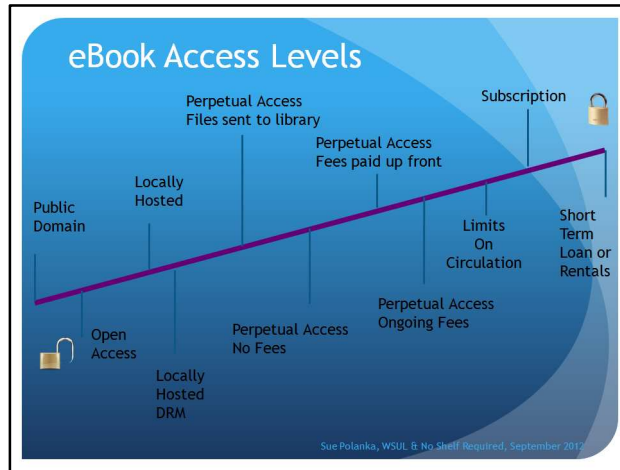 eBook Access Levels
Perpetual Access
Files sent to library
Subscription
Perpetual Access
Fees paid up front
Locally
Hosted
Public
Domain
Limits
On
Circulation
Short
Term
Loan or
Rentals
Open
Access
Perpetual Access
No Fees
Perpetual Access
Ongoing Fees
Locally
Hosted
DRM
Sue Polanka, WSUL & No Shelf Required, September